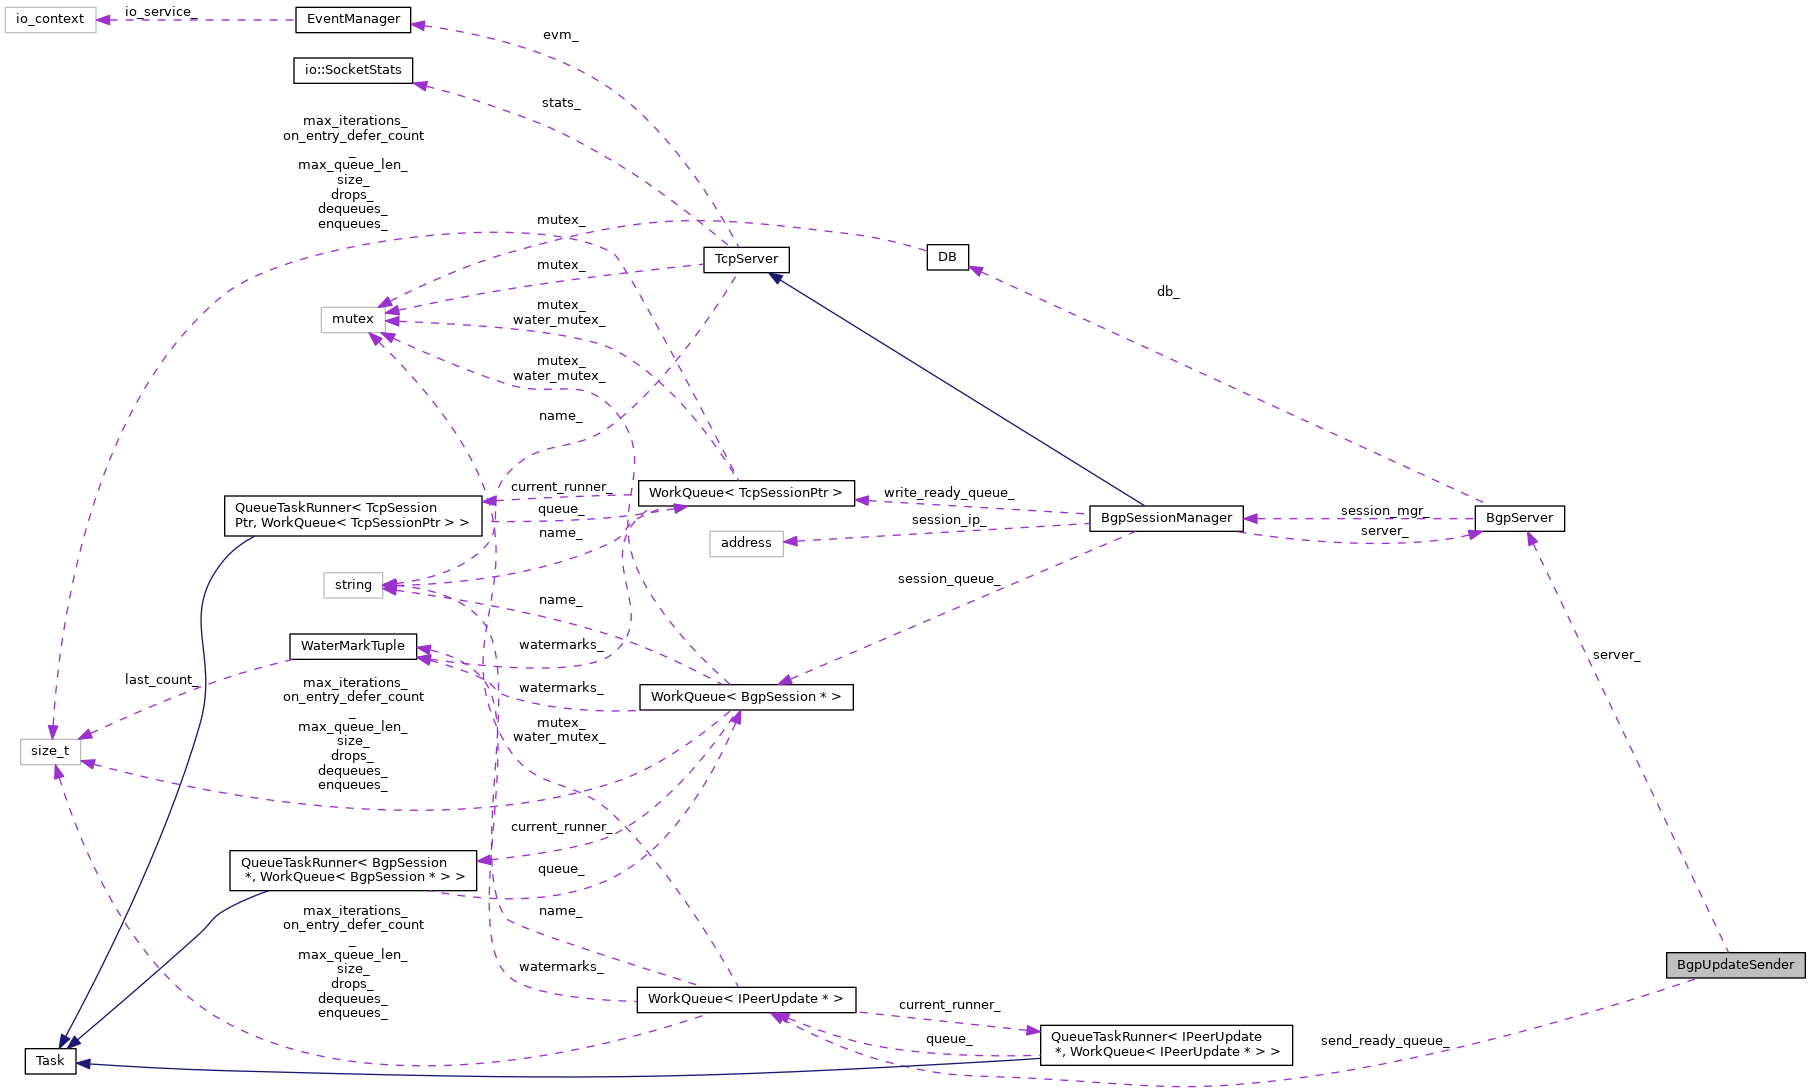 io_context
io_service_
EventManager
evm_
io::SocketStats
stats_
max_iterations_
on_entry_defer_count
_
max_queue_len_
size_
drops_
dequeues_
enqueues_
mutex_
TcpServer
DB
mutex_
db_
mutex_
water_mutex_
mutex
mutex_
water_mutex_
name_
current_runner_
WorkQueue< TcpSessionPtr >
write_ready_queue_
QueueTaskRunner< TcpSession
Ptr, WorkQueue< TcpSessionPtr > >
queue_
session_ip_
BgpSessionManager
session_mgr_
server_
BgpServer
name_
address
string
session_queue_
name_
WaterMarkTuple
watermarks_
server_
last_count_
watermarks_
WorkQueue< BgpSession * >
max_iterations_
on_entry_defer_count
_
max_queue_len_
size_
drops_
dequeues_
enqueues_
mutex_
water_mutex_
size_t
current_runner_
QueueTaskRunner< BgpSession
*, WorkQueue< BgpSession * > >
queue_
max_iterations_
on_entry_defer_count
_
max_queue_len_
size_
drops_
dequeues_
enqueues_
name_
watermarks_
BgpUpdateSender
WorkQueue< IPeerUpdate * >
current_runner_
queue_
QueueTaskRunner< IPeerUpdate
*, WorkQueue< IPeerUpdate * > >
send_ready_queue_
Task